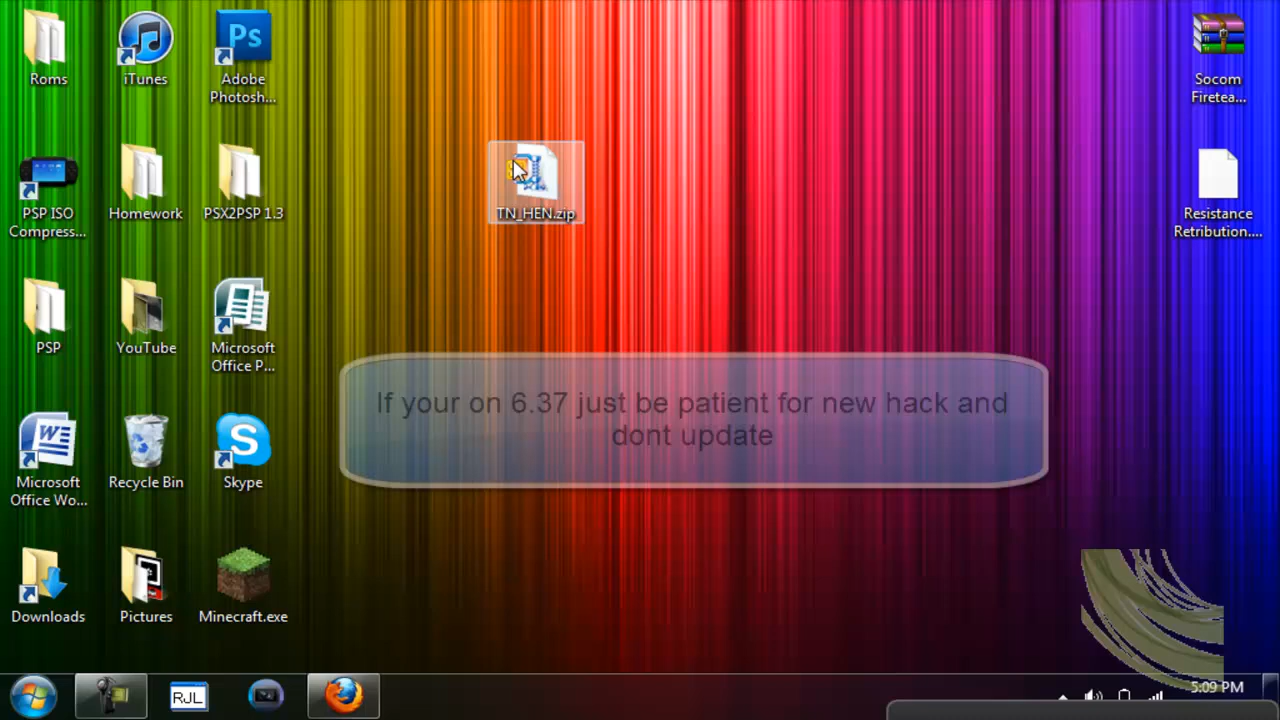 Roms
iTunes
Adobe
Photosh...
Ps
Socom
Firetea...
PSP ISO
Compress...
Homework
PSX2PSP 1.3
TN_HEN.zip
Resistance
Retribution....
PSP
YouTube
Microsoft
Office P...
If your on 6.37 just be patient for new hack and
dont update
W
Microsoft
Office Wo...
Recycle Bin
S
Skype
Downloads
Pictures
Minecraft.exe
RJL
5:09 PM